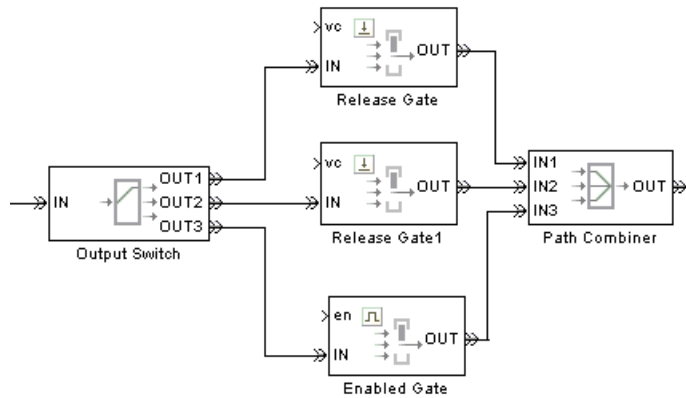 vc
IN
OUT
Release Gate
vc
IN
OUT
Release Gate1
IN
OUT1
OUT2
OUT3
Output Switch
IN1
IN2
IN3
OUT
Path Combiner
en
IN
OUT
Enabled Gate